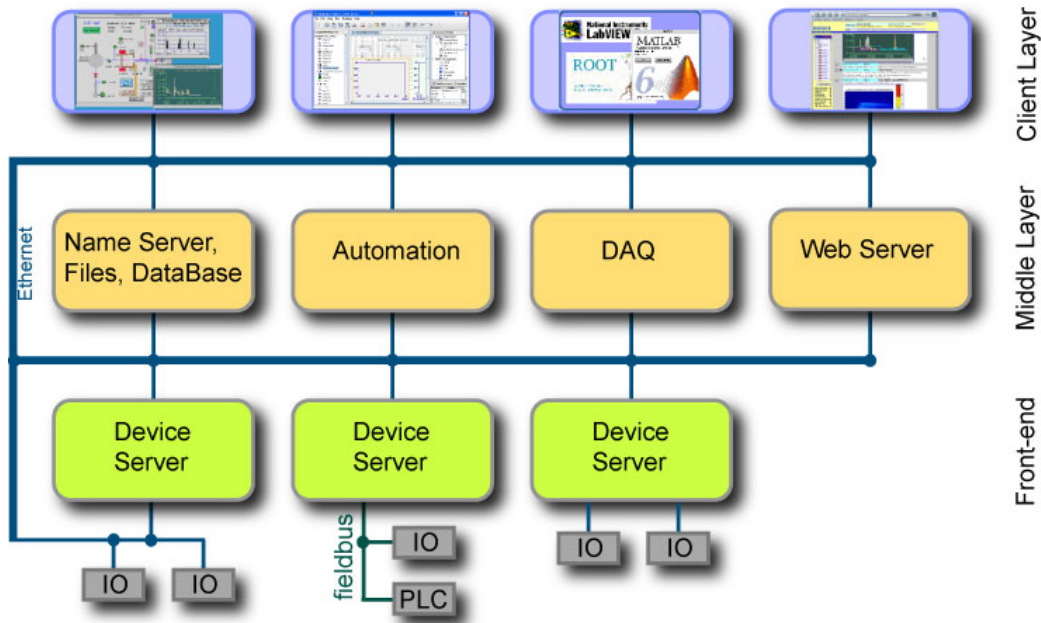 National Instruments
LabVIEW
MATLAB
ROOT
6
Client Layer
Ethernet
Name Server,
Files, DataBase
Automation
DAQ
Web Server
Middle Layer
Device
Server
Device
Server
Device
Server
Front-end
fieldbus
IO
IO
IO
PLC
IO
IO